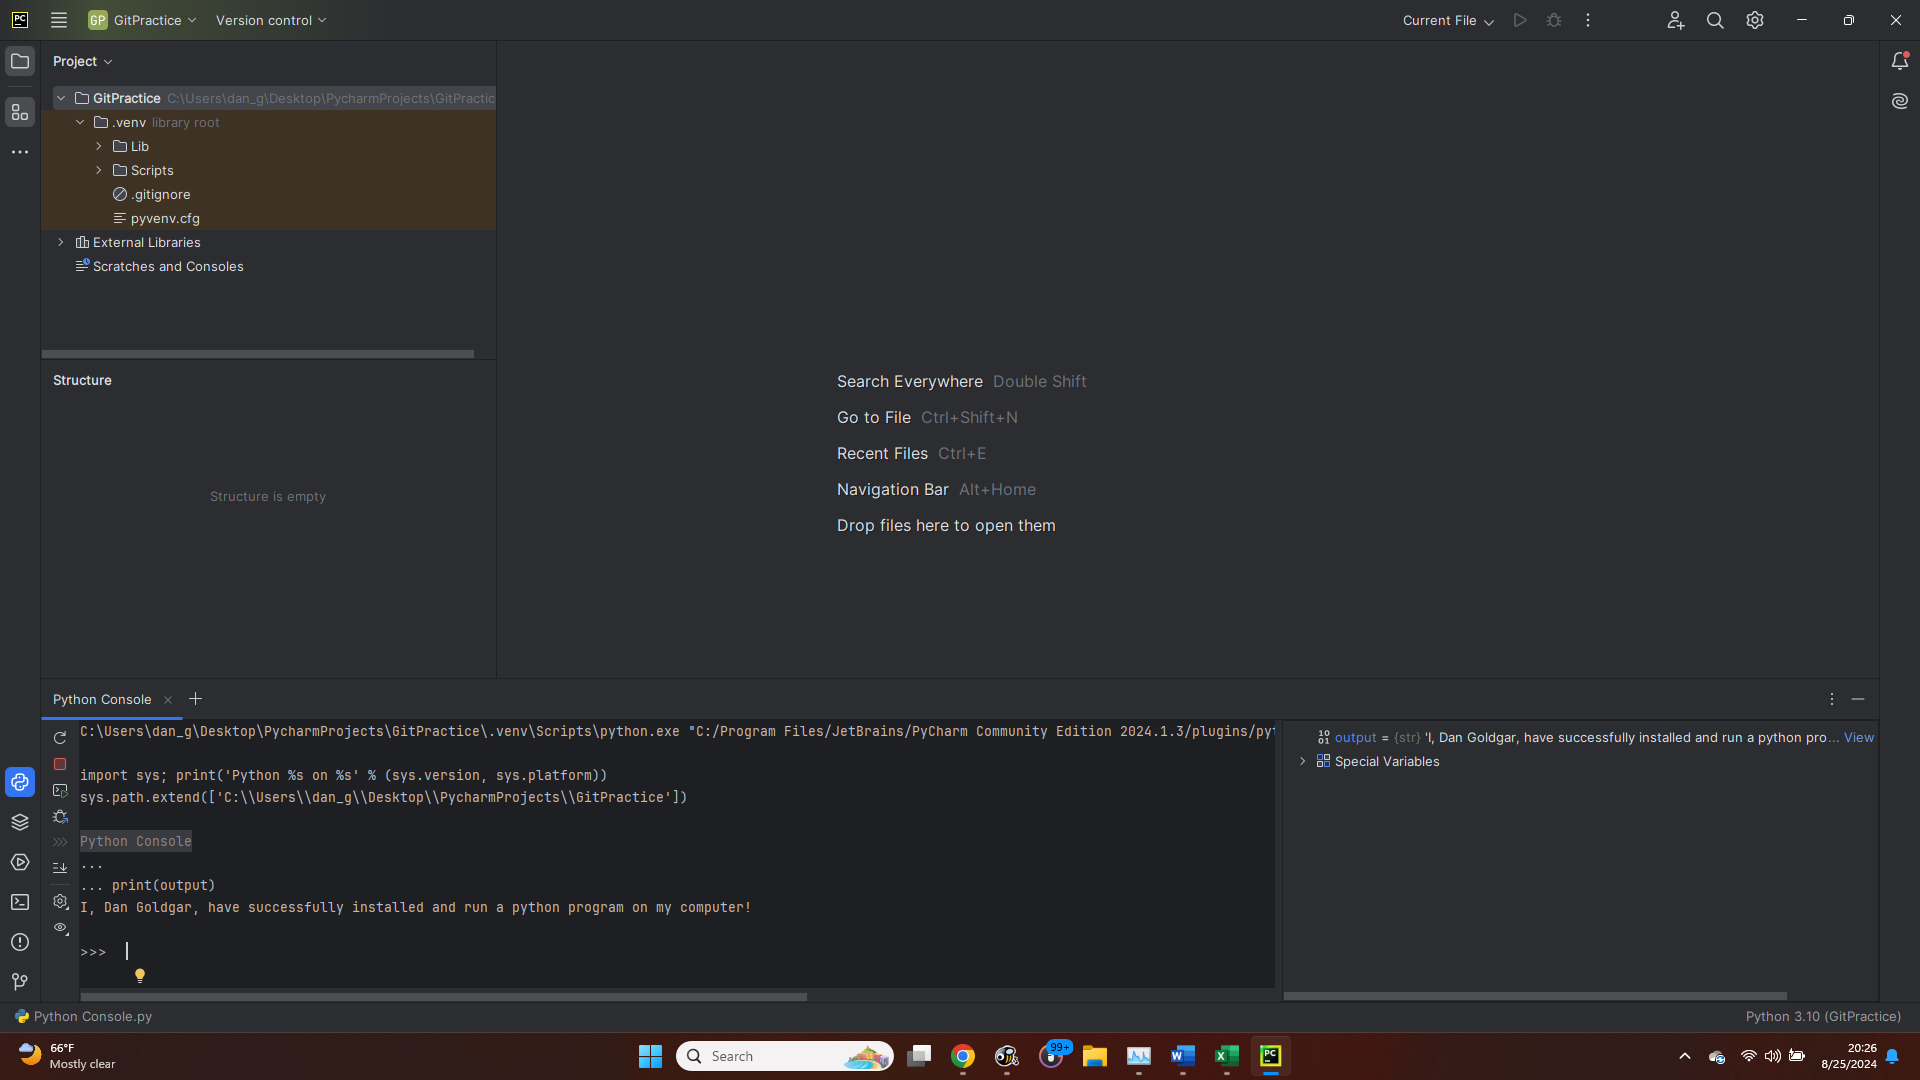 PC
GP GitPractice
Version control
Current File
Project
GitPractice C:\Users\dan_g\Desktop\PycharmProjects\GitPractic
.venv library root
Lib
Scripts
.gitignore
pyvenv.cfg
External Libraries
Scratches and Consoles
Structure
Structure is empty
Search Everywhere Double Shift
Go to File Ctrl+Shift+N
Recent Files Ctrl+E
Navigation Bar Alt+Home
Drop files here to open them
Python Console
C:\Users\dan_g\Desktop\PycharmProjects\GitPractice\.venv\Scripts\python.exe "C:/Program Files/JetBrains/PyCharm Community Edition 2024.1.3/plugins/pyt
import sys; print('Python %s on %s' % (sys.version, sys.platform))
sys.path.extend(['C:\\Users\\dan_g\\Desktop\\PycharmProjects\\GitPractice'])
Python Console
...
... print(output)
I, Dan Goldgar, have successfully installed and run a python program on my computer!
>>>
10
01 output = {str} 'I, Dan Goldgar, have successfully installed and run a python pro... View
Special Variables
Python Console.py
Python 3.10 (GitPractice)
66°F
Mostly clear
Search
99+
W
X
PC
20:26
8/25/2024